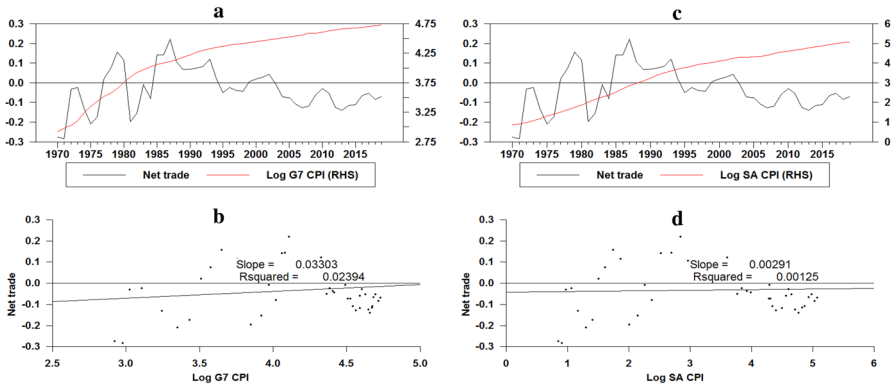 a
0.3
0.2
0.1
0.0
-0.1
-0.2
-0.3
4.75
4.25
3.75
3.25
2.75
1970 1975 1980 1985 1990 1995 2000 2005 2010 2015
Net trade Log G7 CPI (RHS)
c
0.3
0.2
0.1
0.0
-0.1
-0.2
-0.3
6
5
4
3
2
1
0
1970 1975 1980 1985 1990 1995 2000 2005 2010 2015
Net trade Log SA CPI (RHS)
b
Net trade
0.3
0.2
0.1
0.0
-0.1
-0.2
-0.3
Slope = 0.03303
Rsquared = 0.02394
2.5 3.0 3.5 4.0 4.5 5.0
Log G7 CPI
d
Net trade
0.3
0.2
0.1
0.0
-0.1
-0.2
-0.3
Slope = 0.00291
Rsquared = 0.00125
0 1 2 3 4 5 6
Log SA CPI